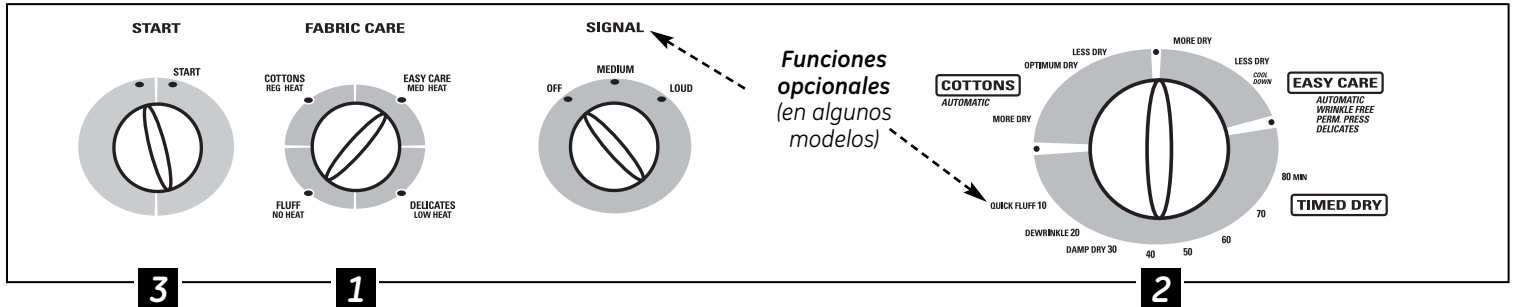 START
START
FABRIC CARE
COTTONS
REG HEAT
EASY CARE
MED HEAT
FLUFF
NO HEAT
DELICATES
LOW HEAT
SIGNAL
OFF
MEDIUM
LOUD
Funciones
opcionales
(en algunos
modelos)
COTTONS
AUTOMATIC
MORE DRY
OPTIMUM DRY
LESS DRY
MORE DRY
LESS DRY
COOL
DOWN
EASY CARE
AUTOMATIC
WRINKLE FREE
PERM. PRESS
DELICATES
80 MIN
TIMED DRY
70
60
50
40
DAMP DRY 30
DEWRINKLE 20
QUICK FLUFF 10
3
1
2